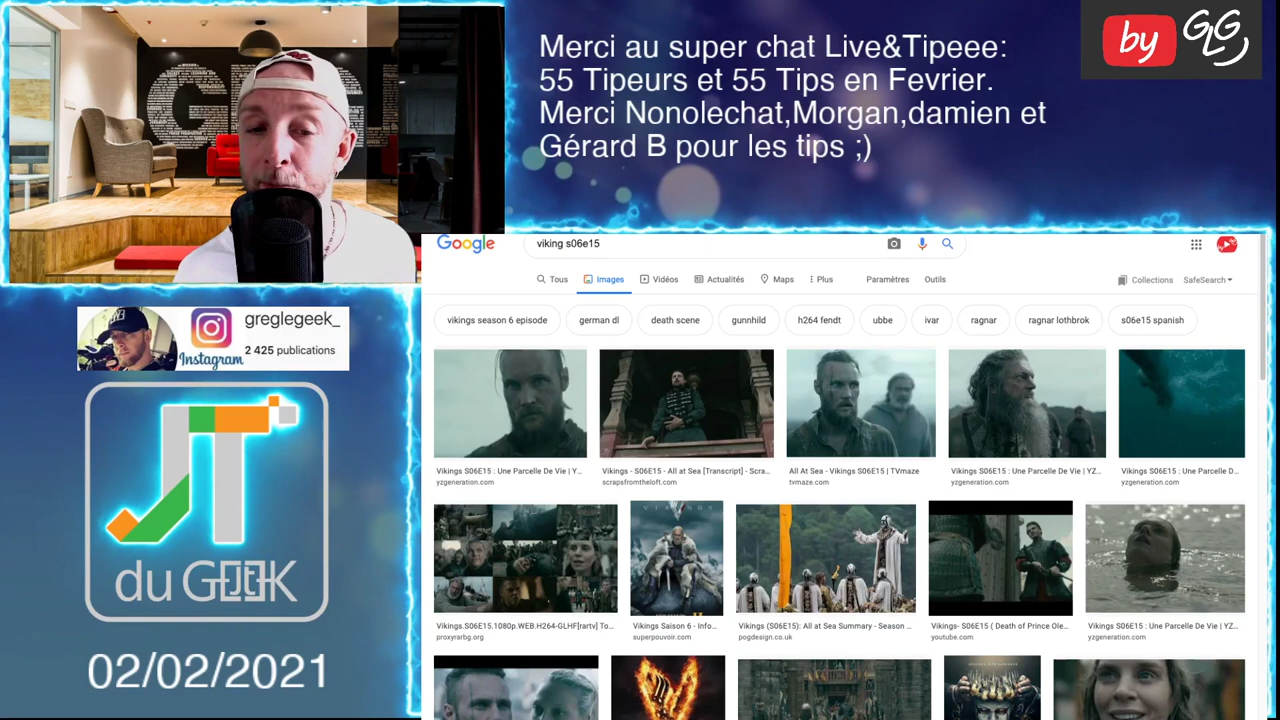 Merci au super chat Live&Tipeee:
55 Tipeurs et 55 Tips en Fevrier.
Merci Nonolechat,Morgan,damien et
Gérard B pour les tips ;)
by GLG
greglegeek_
2 425 publications
Instagram
JT
du GEEK
02/02/2021
Google
viking s06e15
Tous
Images
Vidéos
Actualités
Maps
Plus
Paramètres
Outils
Collections
SafeSearch
vikings season 6 episode
german dl
death scene
gunnhild
h264 fendt
ubbe
ivar
ragnar
ragnar lothbrok
s06e15 spanish
Vikings S06E15 : Une Parcelle De Vie | Y...
yzgeneration.com
Vikings - S06E15 - All at Sea [Transcript] - Scra...
scrapsfromtheloft.com
All At Sea - Vikings S06E15 | TVmaze
tvmaze.com
Vikings S06E15 : Une Parcelle De Vie | YZ...
yzgeneration.com
Vikings S06E15 : Une Parcelle D...
yzgeneration.com
Vikings.S06E15.1080p.WEB.H264-GLHF[rartv] To...
proxyrarbg.org
Vikings Saison 6 - Info...
superpouvoir.com
Vikings (S06E15): All at Sea Summary - Season ...
pogdesign.co.uk
Vikings- S06E15 ( Death of Prince Ole...
youtube.com
Vikings S06E15 : Une Parcelle De Vie | YZ...
yzgeneration.com